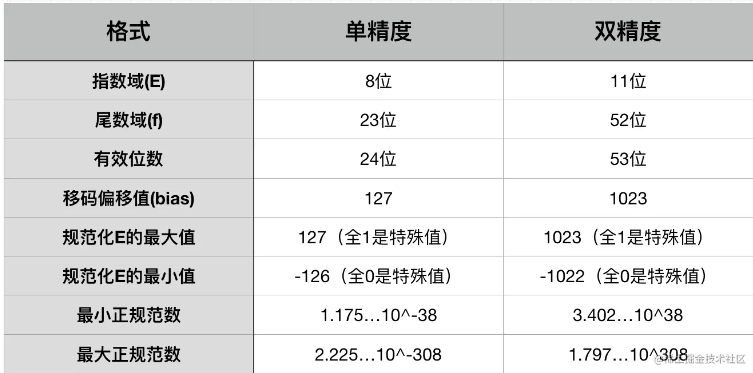 格式 单精度 双精度
指数域(E) 8位 11位
尾数域(f) 23位 52位
有效位数 24位 53位
移码偏移值(bias) 127 1023
规范化E的最大值 127（全1是特殊值） 1023（全1是特殊值）
规范化E的最小值 -126（全0是特殊值） -1022（全0是特殊值）
最小正规范数 1.175…10^-38 3.402…10^38
最大正规范数 2.225…10^-308 1.797…10^308
@稀土掘金技术社区